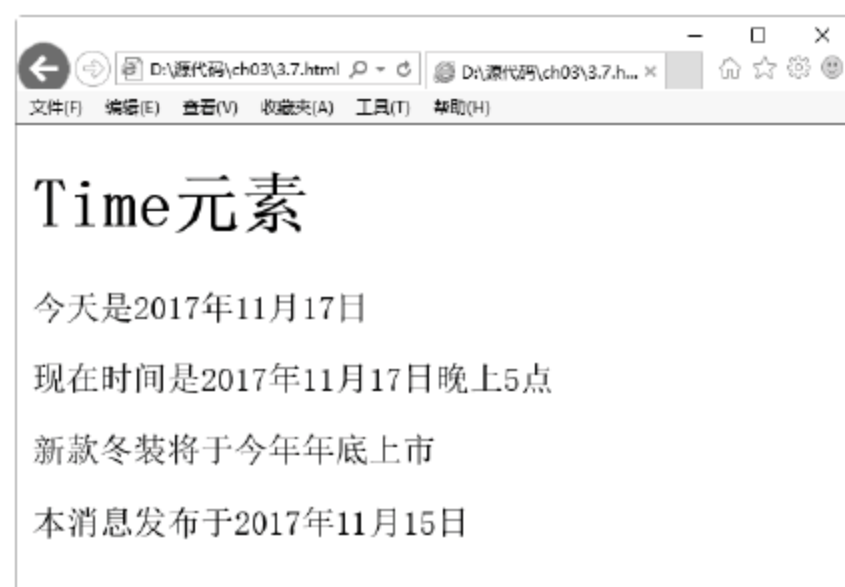 D:\源代码\ch03\3.7.html
D:\源代码\ch03\3.7.h...
文件(F) 编辑(E) 查看(V) 收藏夹(A) 工具(T) 帮助(H)
Time元素
今天是2017年11月17日
现在时间是2017年11月17日晚上5点
新款冬装将于今年年底上市
本消息发布于2017年11月15日